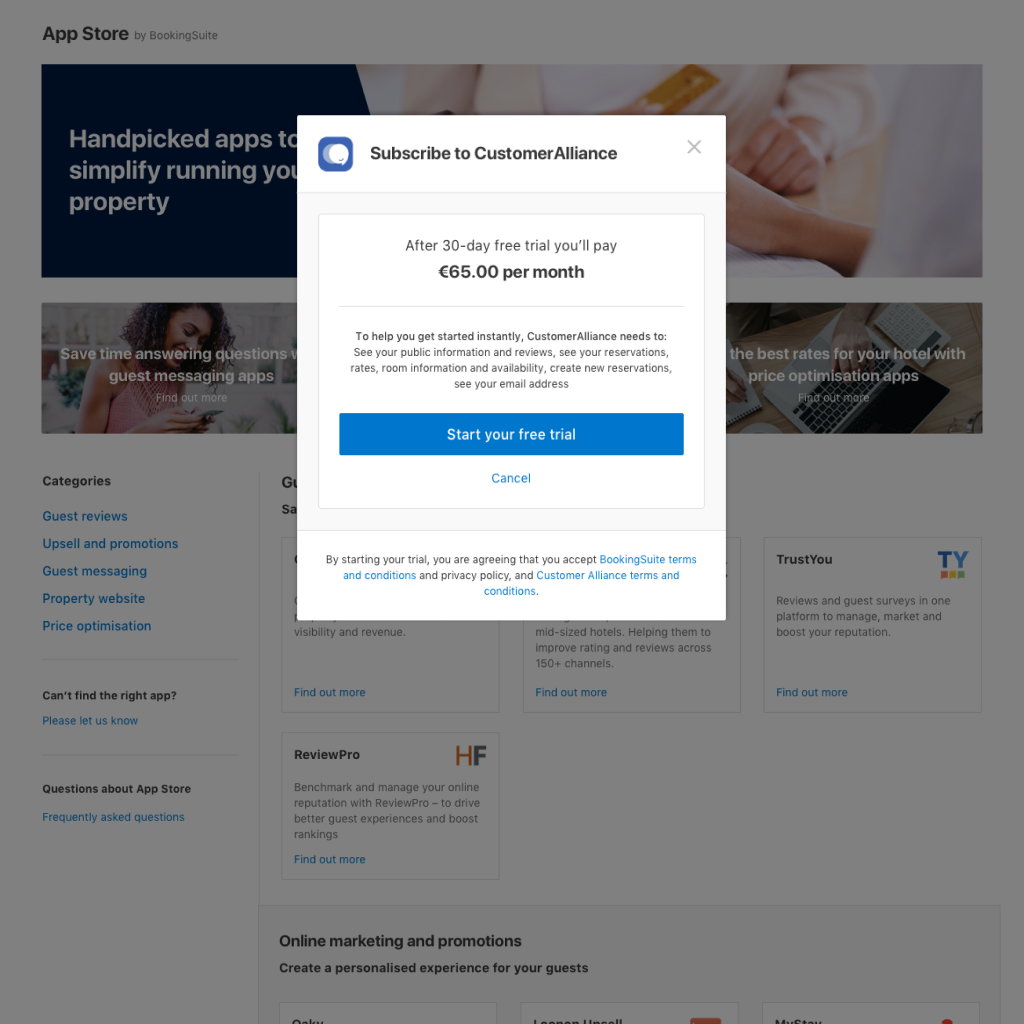 App Store by BookingSuite
Handpicked apps to
simplify running you
property
Subscribe to CustomerAlliance
After 30-day free trial you’ll pay
€65.00 per month
To help you get started instantly, CustomerAlliance needs to:
See your public information and reviews, see your reservations,
rates, room information and availability, create new reservations,
see your email address
Start your free trial
Cancel
By starting your trial, you are agreeing that you accept BookingSuite terms
and conditions and privacy policy, and Customer Alliance terms and
conditions.
Save time answering questions
guest messaging apps
Find out more
the best rates for your hotel with
price optimisation apps
Find out more
Categories
Guest reviews
Upsell and promotions
Guest messaging
Property website
Price optimisation
Can’t find the right app?
Please let us know
Questions about App Store
Frequently asked questions
visibility and revenue.
Find out more
mid-sized hotels. Helping them to
improve rating and reviews across
150+ channels.
Find out more
TrustYou
TY
Reviews and guest surveys in one
platform to manage, market and
boost your reputation.
Find out more
ReviewPro
HF
Benchmark and manage your online
reputation with ReviewPro – to drive
better guest experiences and boost
rankings
Find out more
Online marketing and promotions
Create a personalised experience for your guests
Oaky
Loopon Upsell
MyStay